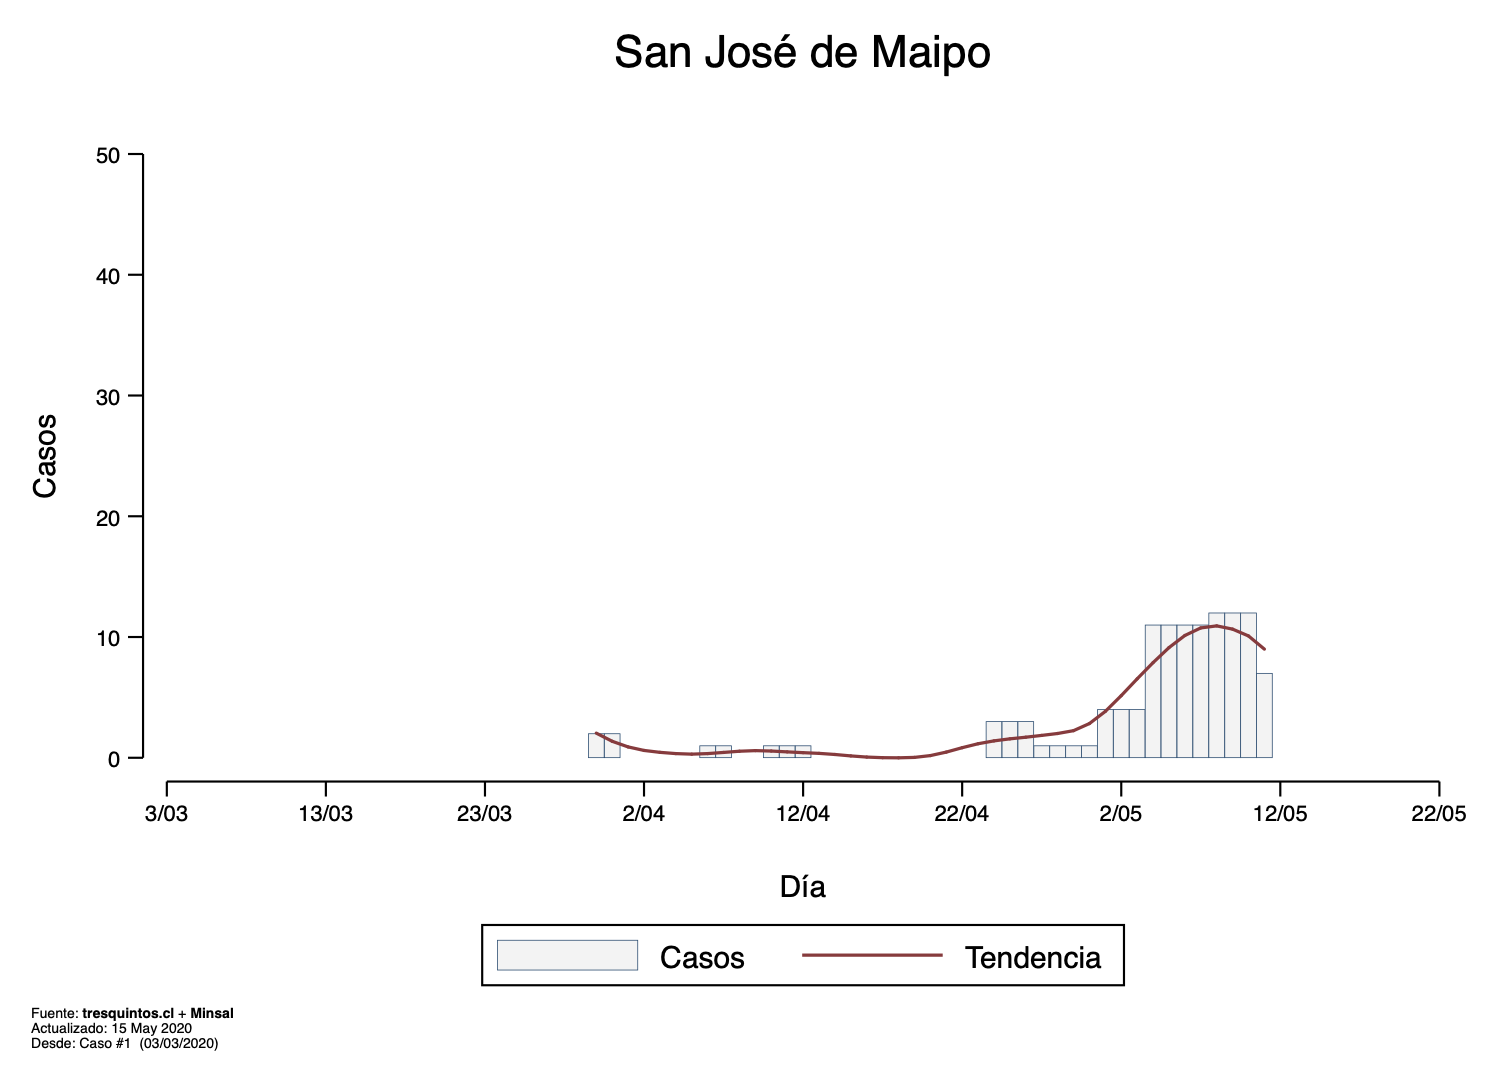 San José de Maipo
50
40
30
20
10
0
Casos
3/03 13/03 23/03 2/04 12/04 22/04 2/05 12/05 22/05
Día
Casos Tendencia
Fuente: tresquintos.cl + Minsal
Actualizado: 15 May 2020
Desde: Caso #1 (03/03/2020)